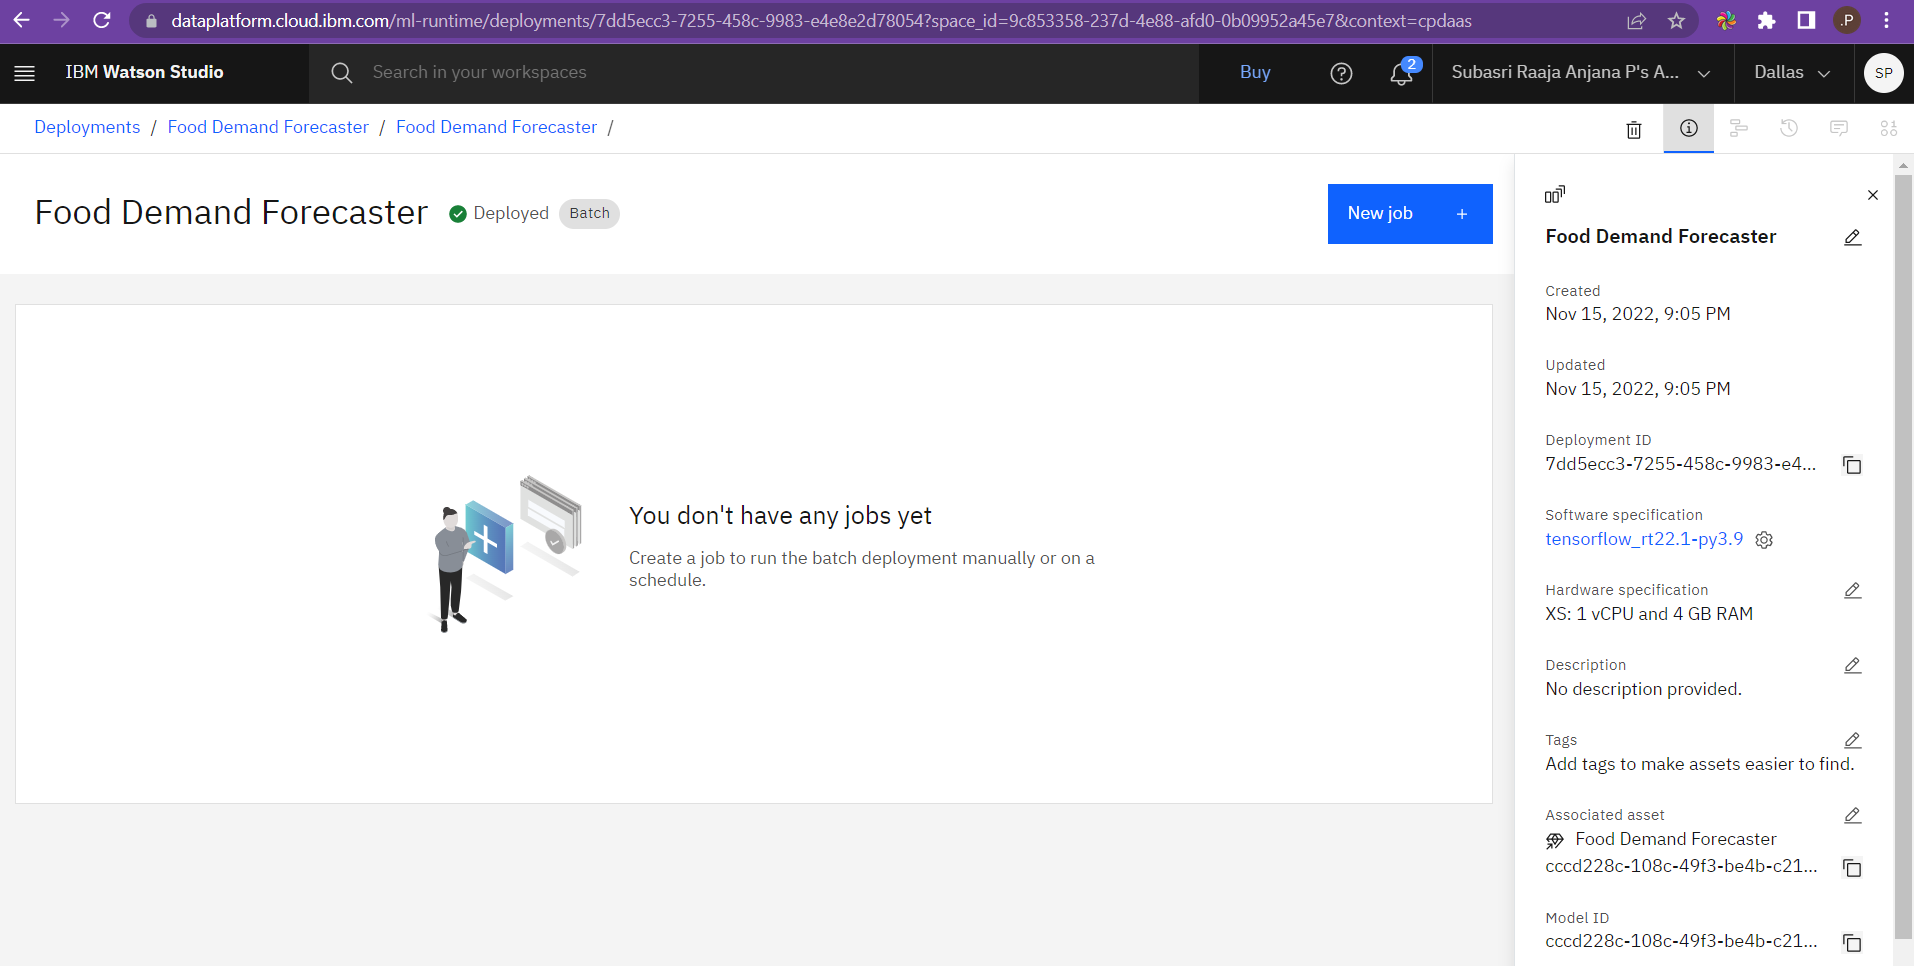 dataplatform.cloud.ibm.com/ml-runtime/deployments/7dd5ecc3-7255-458c-9983-e4e8e2d78054?space_id=9c853358-237d-4e88-afd0-0b09952a45e7&context=cpdaas
.P
IBM Watson Studio
Search in your workspaces
Buy
2
Subasri Raaja Anjana P's A...
Dallas
SP
Deployments / Food Demand Forecaster / Food Demand Forecaster /
Food Demand Forecaster
Deployed
Batch
New job +
You don't have any jobs yet
Create a job to run the batch deployment manually or on a
schedule.
Food Demand Forecaster
Created
Nov 15, 2022, 9:05 PM
Updated
Nov 15, 2022, 9:05 PM
Deployment ID
7dd5ecc3-7255-458c-9983-e4...
Software specification
tensorflow_rt22.1-py3.9
Hardware specification
XS: 1 vCPU and 4 GB RAM
Description
No description provided.
Tags
Add tags to make assets easier to find.
Associated asset
Food Demand Forecaster
cccd228c-108c-49f3-be4b-c21...
Model ID
cccd228c-108c-49f3-be4b-c21...